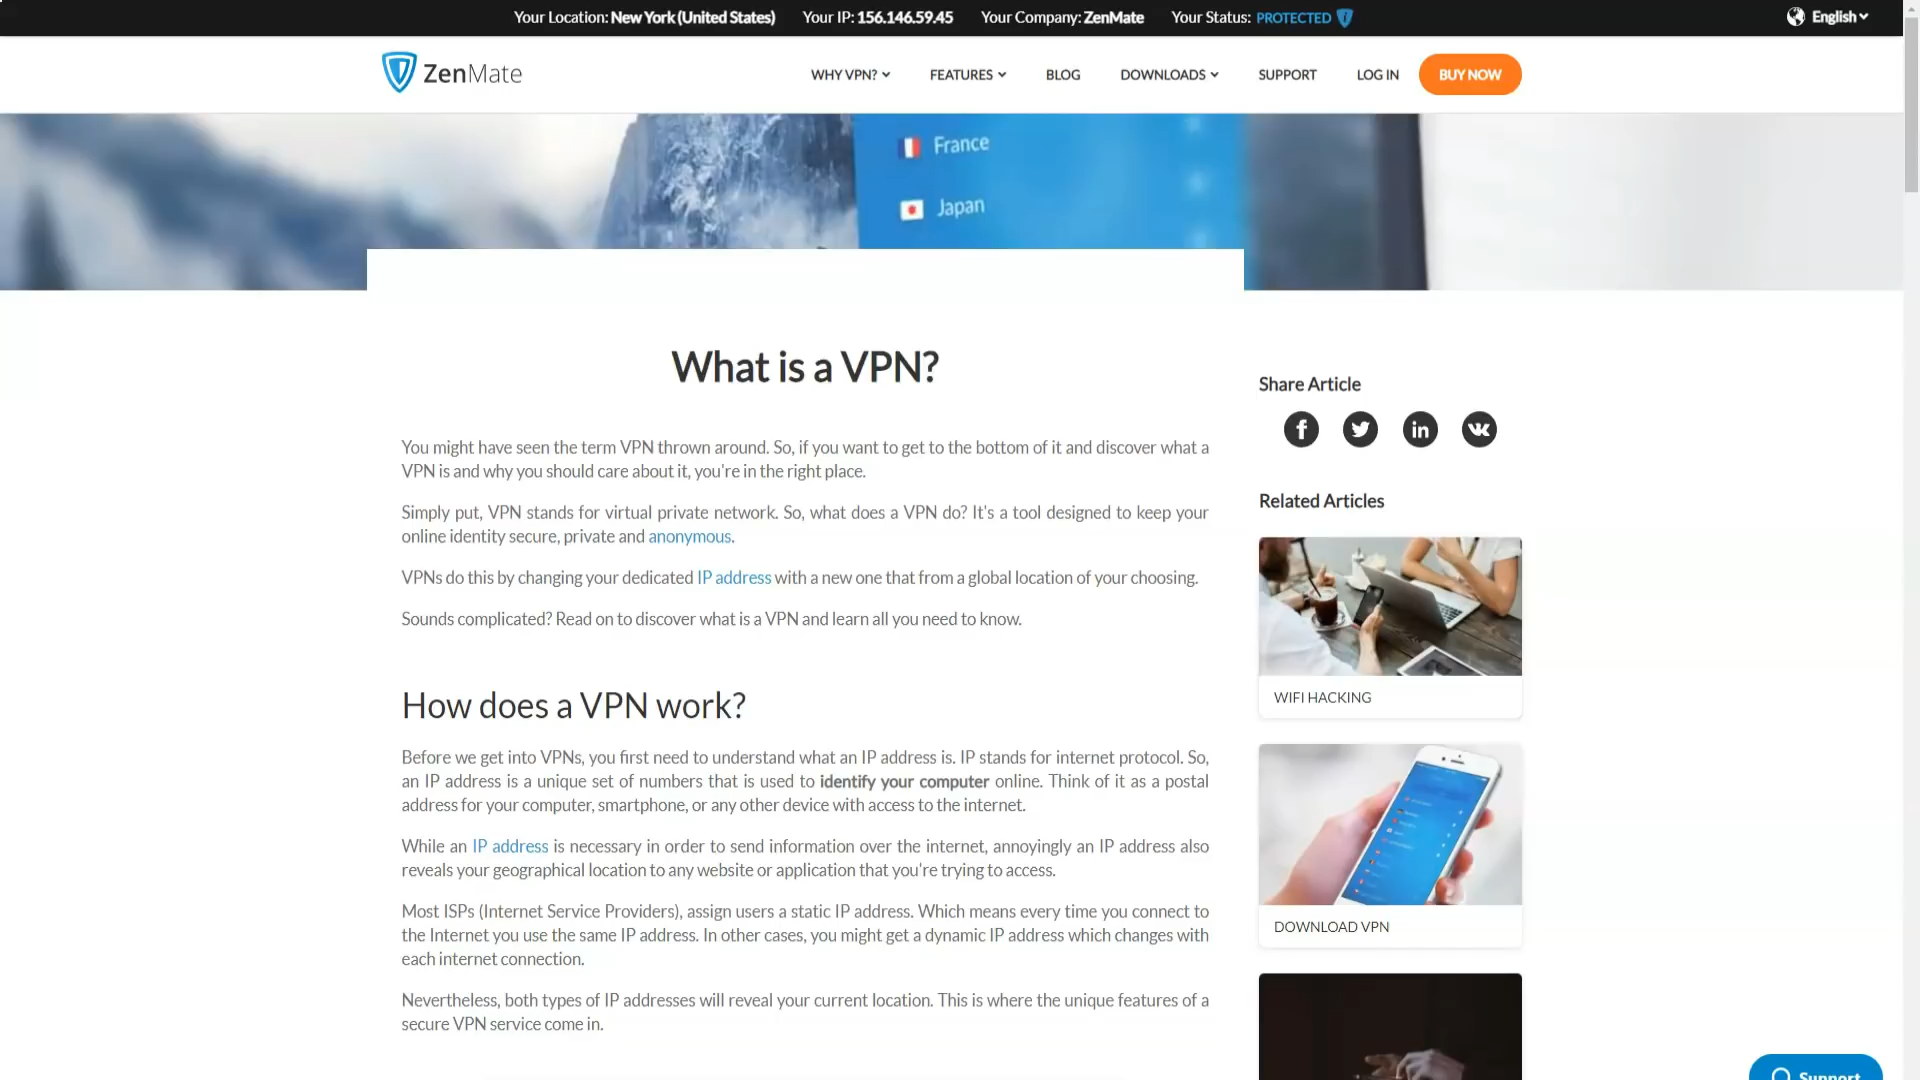 Your Location: New York (United States) Your IP: 156.146.59.45 Your Company: ZenMate Your Status: PROTECTED English
ZenMate WHY VPN? FEATURES BLOG DOWNLOADS SUPPORT LOG IN BUY NOW
France
Japan
What is a VPN?
You might have seen the term VPN thrown around. So, if you want to get to the bottom of it and discover what a
VPN is and why you should care about it, you're in the right place.
Simply put, VPN stands for virtual private network. So, what does a VPN do? It's a tool designed to keep your
online identity secure, private and anonymous.
VPNs do this by changing your dedicated IP address with a new one that from a global location of your choosing.
Sounds complicated? Read on to discover what is a VPN and learn all you need to know.
How does a VPN work?
Before we get into VPNs, you first need to understand what an IP address is. IP stands for internet protocol. So,
an IP address is a unique set of numbers that is used to identify your computer online. Think of it as a postal
address for your computer, smartphone, or any other device with access to the internet.
While an IP address is necessary in order to send information over the internet, annoyingly an IP address also
reveals your geographical location to any website or application that you're trying to access.
Most ISPs (Internet Service Providers), assign users a static IP address. Which means every time you connect to
the Internet you use the same IP address. In other cases, you might get a dynamic IP address which changes with
each internet connection.
Nevertheless, both types of IP addresses will reveal your current location. This is where the unique features of a
secure VPN service come in.
Share Article
Related Articles
WIFI HACKING
DOWNLOAD VPN
Support